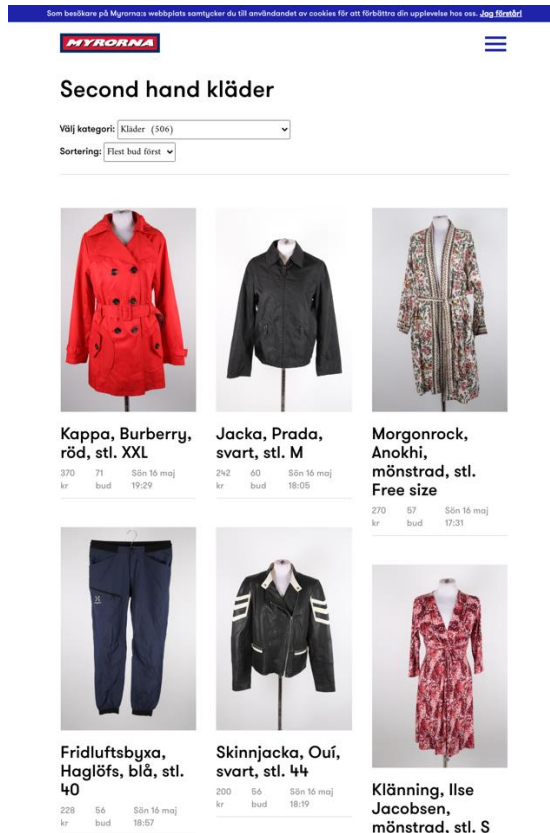 Som besökare på Myrorna:s webbplats samtycker du till användandet av cookies för att förbättra din upplevelse hos oss. Jag förstår!
MYRORNA
Second hand kläder
Välj kategori: Kläder (506)
Sortering: Flest bud först
Kappa, Burberry,
röd, stl. XXL
370 kr 71 bud Sön 16 maj 19:29
Jacka, Prada,
svart, stl. M
242 kr 60 bud Sön 16 maj 18:05
Morgonrock,
Anokhi,
mönstrad, stl.
Free size
270 kr 57 bud Sön 16 maj 17:31
Fridluftsbyxa,
Haglöfs, blå, stl.
40
228 kr 56 bud Sön 16 maj 18:57
Skinnjacka, Ouí,
svart, stl. 44
200 kr 56 bud Sön 16 maj 18:19
Klänning, Ilse
Jacobsen,
mönstrad, stl. S